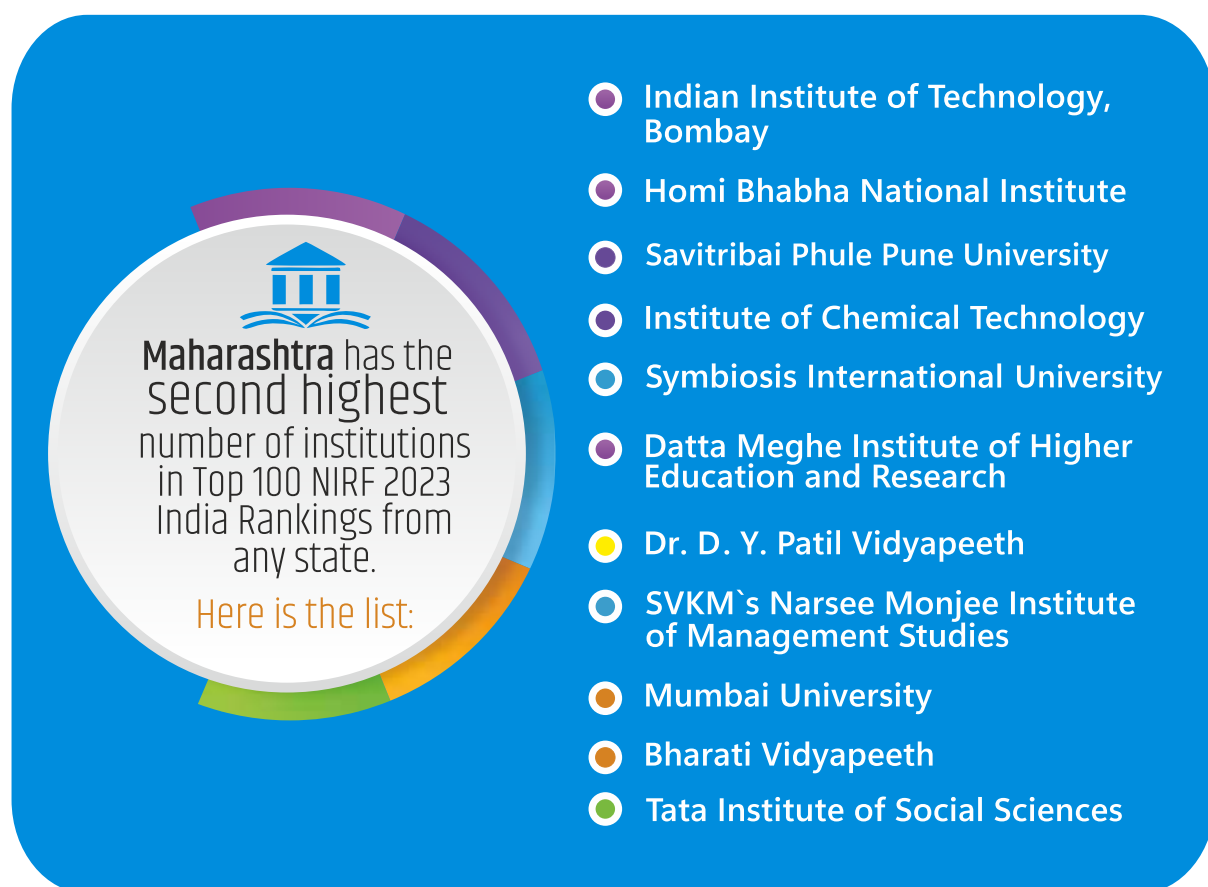 Maharashtra has the
second highest
number of institutions
in Top 100 NIRF 2023
India Rankings from
any state.
Here is the list:
Indian Institute of Technology,
Bombay
Homi Bhabha National Institute
Savitribai Phule Pune University
Institute of Chemical Technology
Symbiosis International University
Datta Meghe Institute of Higher
Education and Research
Dr. D. Y. Patil Vidyapeeth
SVKM`s Narsee Monjee Institute
of Management Studies
Mumbai University
Bharati Vidyapeeth
Tata Institute of Social Sciences